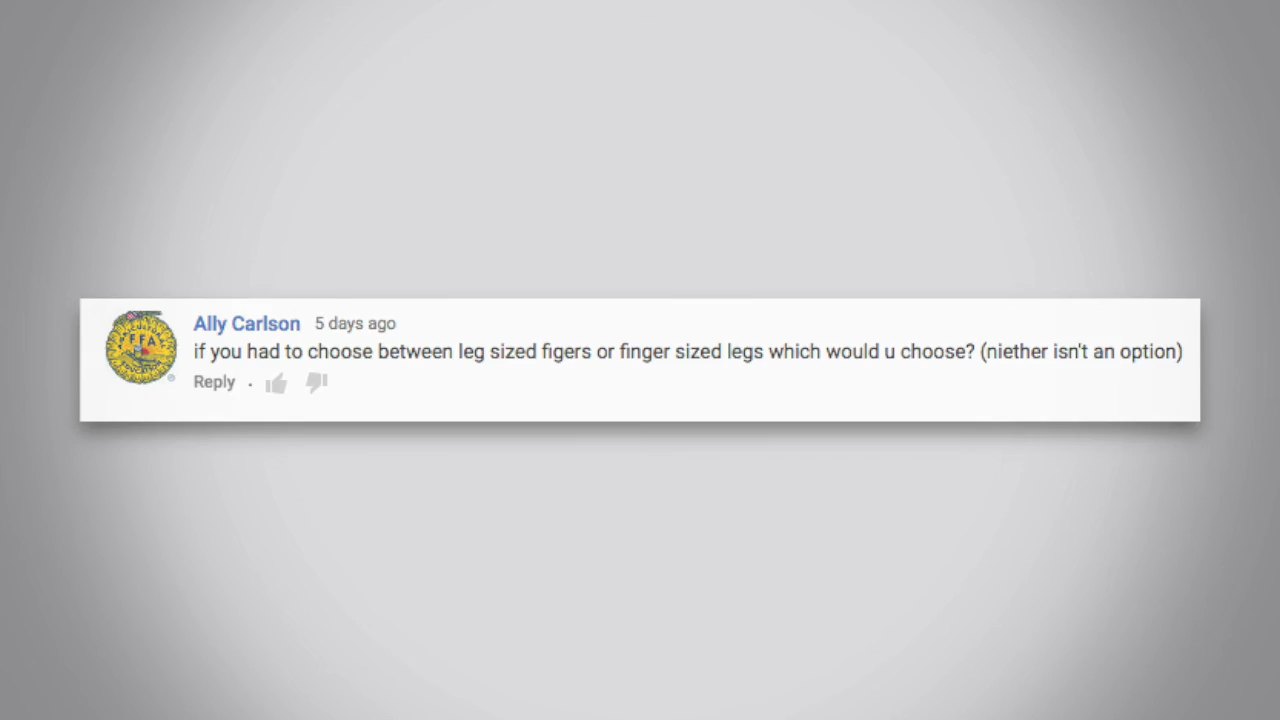 Ally Carlson 5 days ago
if you had to choose between leg sized figers or finger sized legs which would u choose? (niether isn't an option)
Reply .
FFA